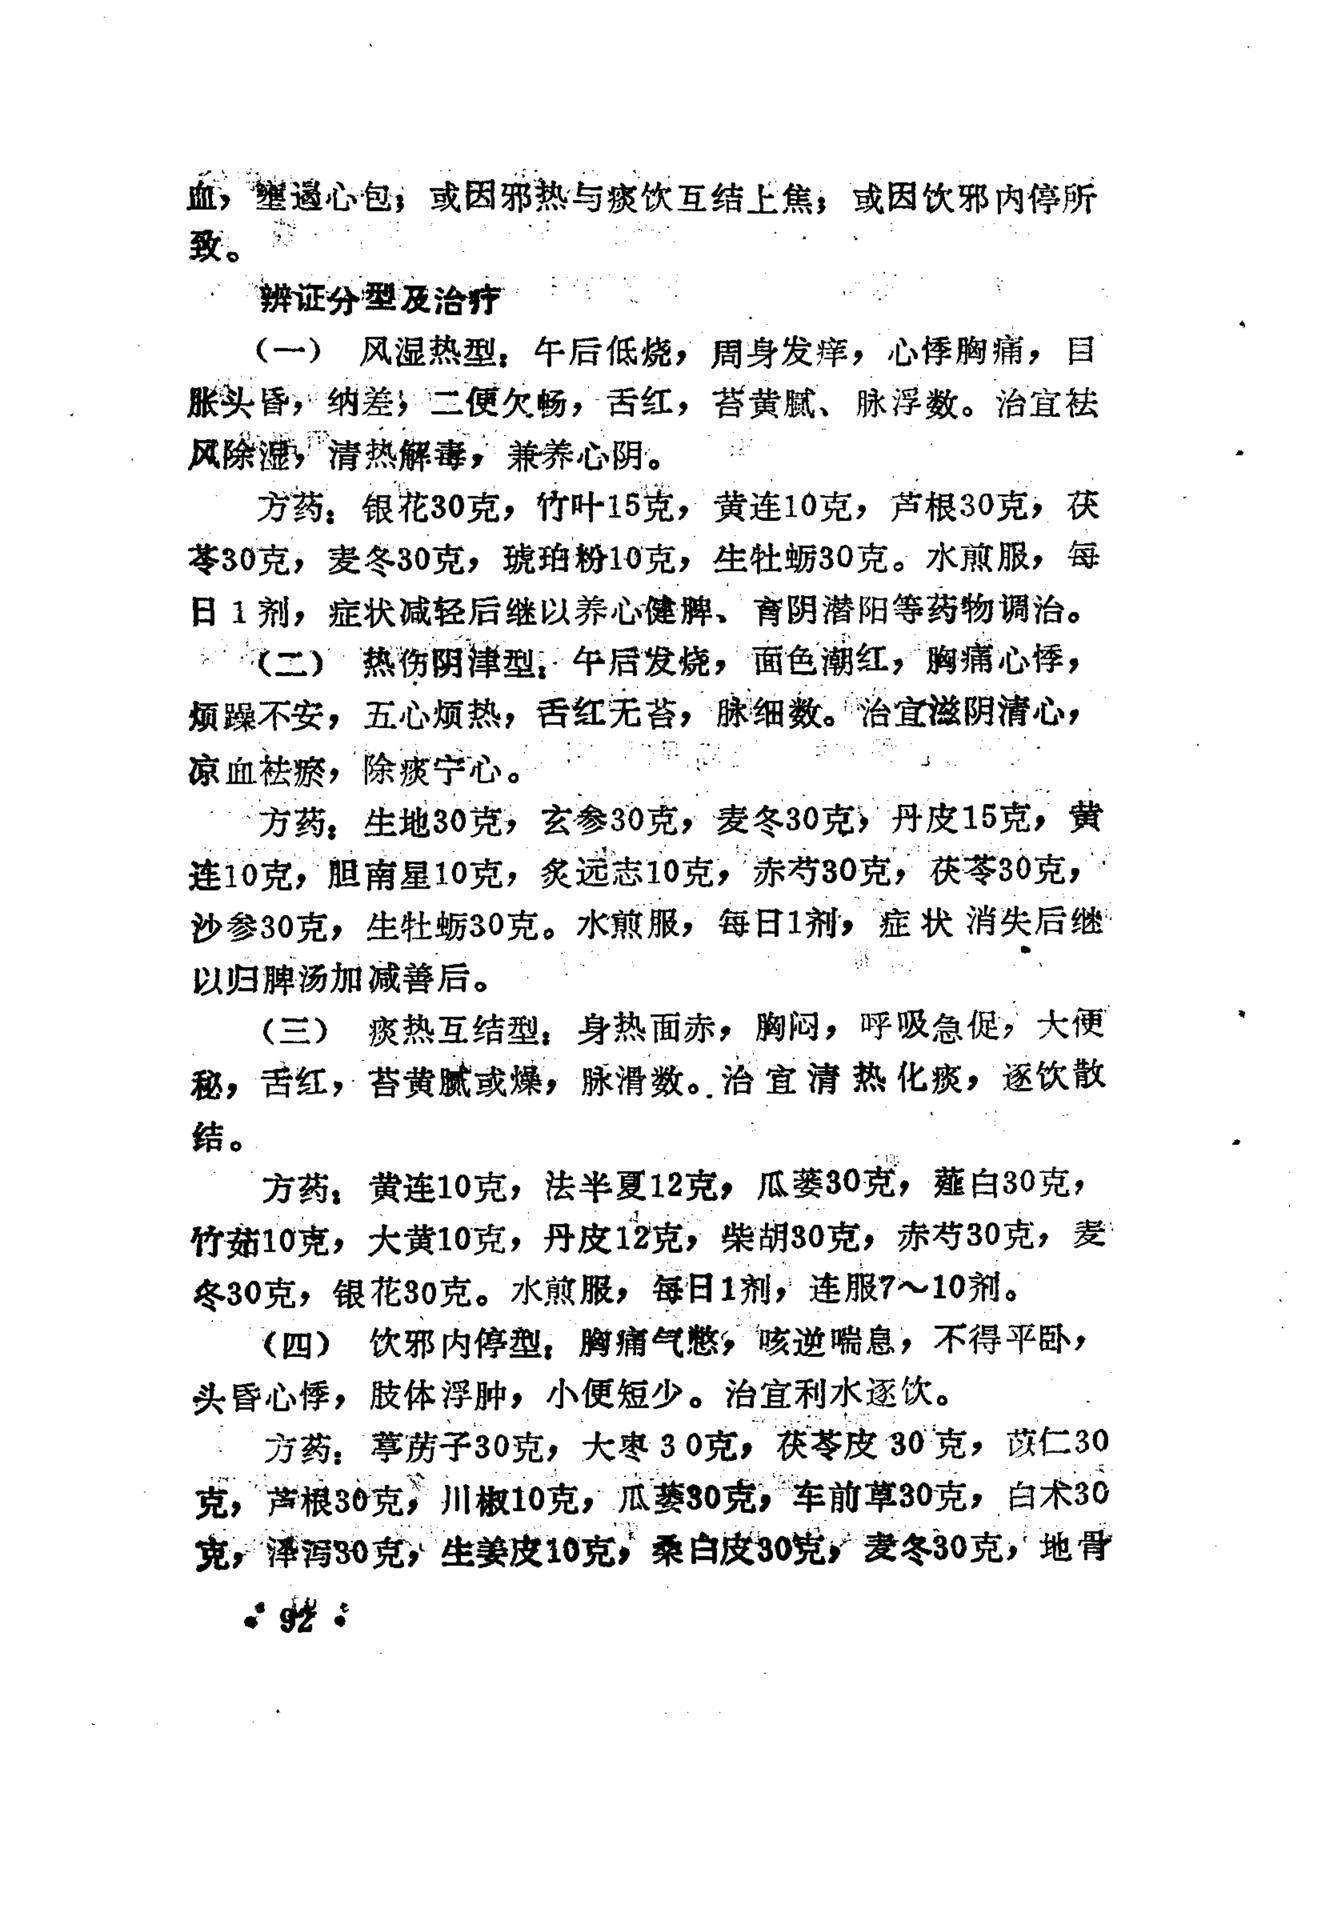 血，壅遏心包；或因邪热与痰饮互结上焦；或因饮邪内停所
致。
辨证分型及治疗
（一） 风湿热型：午后低烧，周身发痒，心悸胸痛，目
胀头昏，纳差，二便欠畅，舌红，苔黄腻、脉浮数。治宜祛
风除湿，清热解毒，兼养心阴。
方药：银花30克，竹叶15克，黄连10克，芦根30克，茯
苓30克，麦冬30克，琥珀粉10克，生牡蛎30克。水煎服，每
日1剂，症状减轻后继以养心健脾、育阴潜阳等药物调治。
（二） 热伤阴津型：午后发烧，面色潮红，胸痛心悸，
烦躁不安，五心烦热，舌红无苔，脉细数。治宜滋阴清心，
凉血祛瘀，除痰宁心。
方药：生地30克，玄参30克，麦冬30克，丹皮15克，黄
连10克，胆南星10克，炙远志10克，赤芍30克，茯苓30克，
沙参30克，生牡蛎30克。水煎服，每日1剂，症状消失后继
以归脾汤加减善后。
（三） 痰热互结型：身热面赤，胸闷，呼吸急促，大便
秘，舌红，苔黄腻或燥，脉滑数。治宜清热化痰，逐饮散
结。
方药：黄连10克，法半夏12克，瓜蒌30克，薤白30克，
竹茹10克，大黄10克，丹皮12克，柴胡30克，赤芍30克，麦
冬30克，银花30克。水煎服，每日1剂，连服7～10剂。
（四） 饮邪内停型：胸痛气憋，咳逆喘息，不得平卧，
头昏心悸，肢体浮肿，小便短少。治宜利水逐饮。
方药：葶苈子30克，大枣30克，茯苓皮30克，苡仁30
克，芦根30克，川椒10克，瓜蒌30克，车前草30克，白术30
克，泽泻30克，生姜皮10克，桑白皮30克，麦冬30克，地骨
• 92 •